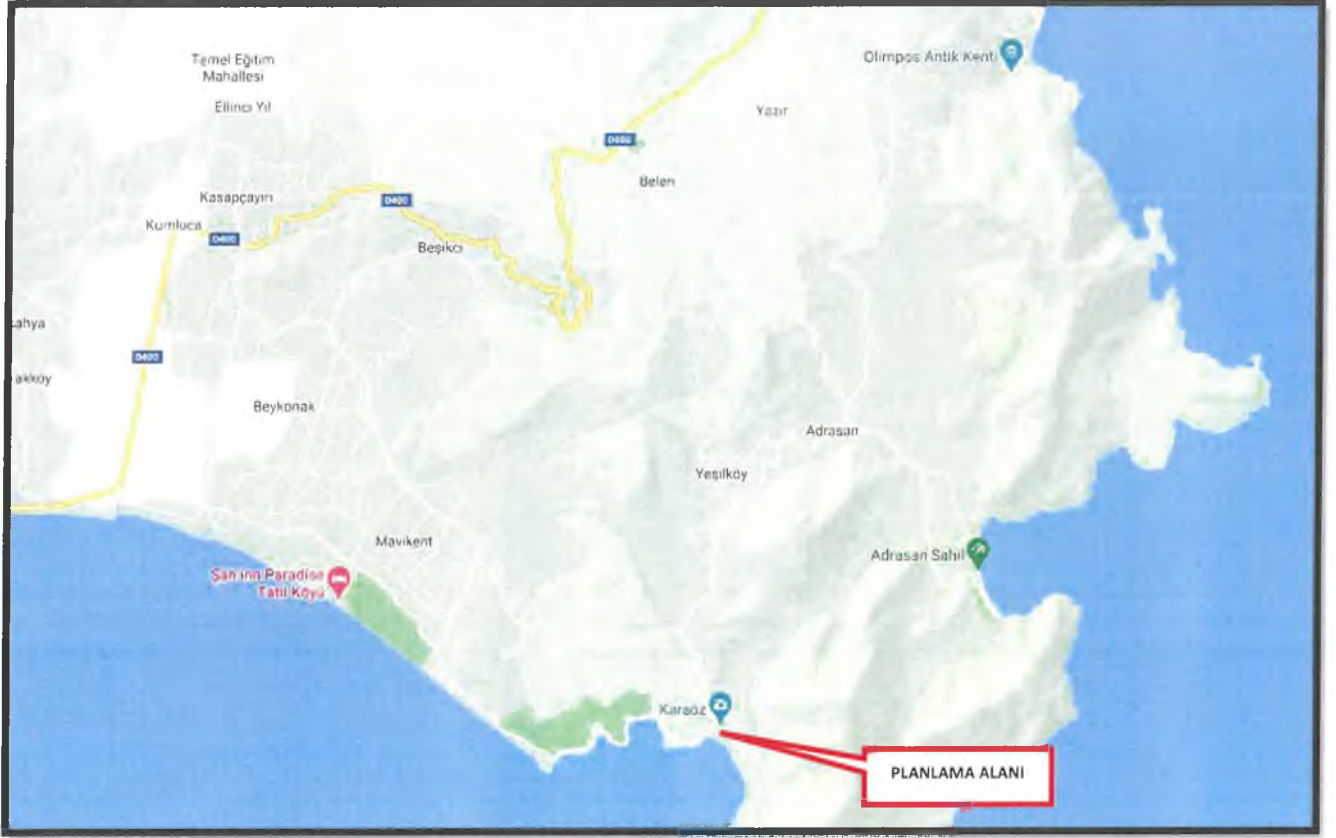 Temel Eğitim
Mahallesi
Olimpos Antik Kenti
Ellinci Yıl
Yazır
D400
Belen
Kasapçayırı
D400
Kumluca
D400
Beşikci
D400
Beykonak
Adrasan
Yeşilköy
Mavikent
Adrasan Sahil
Şan inn Paradise
Tatil Köyü
Karaöz
PLANLAMA ALANI